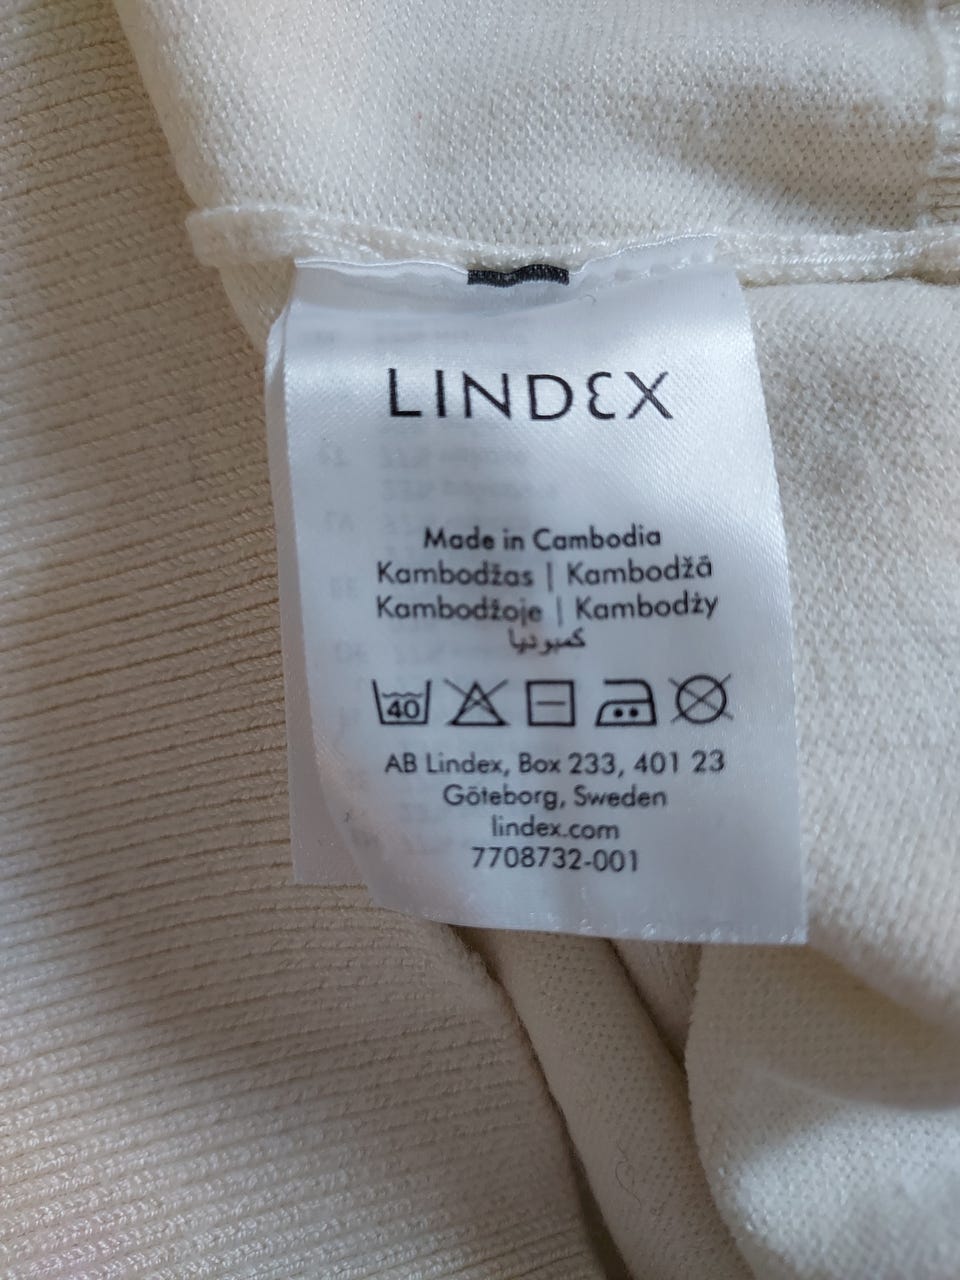 LINDEX
Made in Cambodia
Kambodžas | Kambodžā
Kambodžoje | Kambodży
كمبوديا
40
AB Lindex, Box 233, 401 23
Göteborg, Sweden
lindex.com
7708732-001